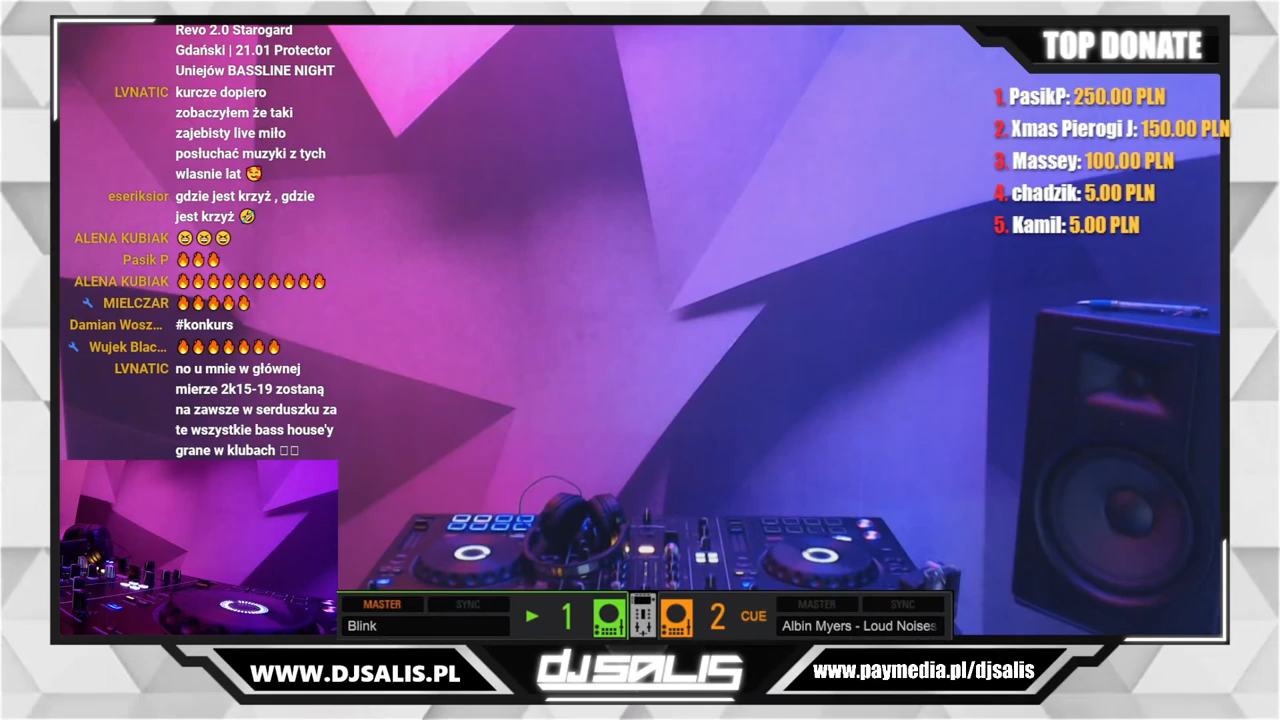 Revo 2.0 Starogard
Gdański | 21.01 Protector
Uniejów BASSLINE NIGHT
LVNATIC kurcze dopiero
zobaczyłem że taki
zajebisty live miło
posłuchać muzyki z tych
wlasnie lat 🥰
eseriksior gdzie jest krzyż , gdzie
jest krzyż 🤣
ALENA KUBIAK 😆😆😆
Pasik P 🔥🔥🔥
ALENA KUBIAK 🔥🔥🔥🔥🔥🔥🔥🔥🔥🔥
MIELCZAR 🔥🔥🔥🔥🔥
Damian Wosz... #konkurs
Wujek Blac... 🔥🔥🔥🔥🔥🔥🔥
LVNATIC no u mnie w głównej
mierze 2k15-19 zostaną
na zawsze w serduszku za
te wszystkie bass house'y
grane w klubach
TOP DONATE
1. PasikP: 250.00 PLN
2. Xmas Pierogi J: 150.00 PLN
3. Massey: 100.00 PLN
4. chadzik: 5.00 PLN
5. Kamil: 5.00 PLN
MASTER SYNC
Blink
1
2 CUE
MASTER SYNC
Albin Myers - Loud Noises
WWW.DJSALIS.PL
dj SALIS
www.paymedia.pl/djsalis